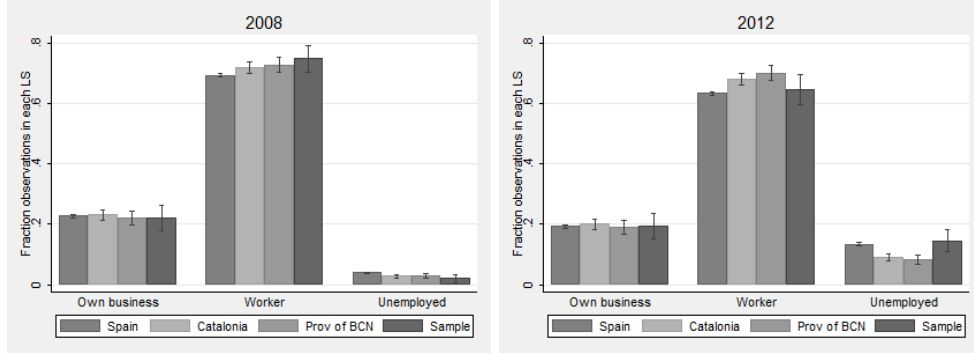 2008
Fraction observations in each LS
.8
.6
.4
.2
0
Own business Worker Unemployed
Spain Catalonia Prov of BCN Sample
2012
Fraction observations in each LS
.8
.6
.4
.2
0
Own business Worker Unemployed
Spain Catalonia Prov of BCN Sample